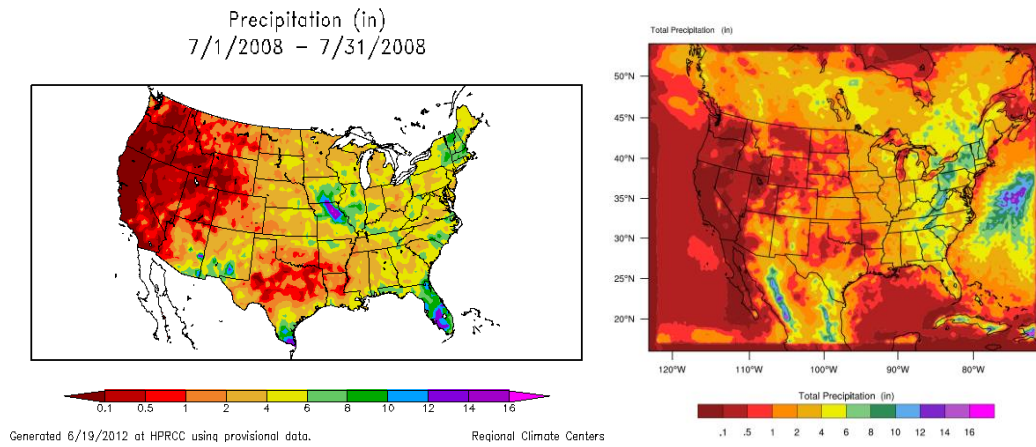 Precipitation (in)
7/1/2008 – 7/31/2008
0.1 0.5 1 2 4 6 8 10 12 14 16
Generated 6/19/2012 at HPRCC using provisional data.
Regional Climate Centers
Total Precipitation (in)
50°N
45°N
40°N
35°N
30°N
25°N
20°N
120°W 110°W 100°W 90°W 80°W
Total Precipitation (in)
.1 .5 1 2 4 6 8 10 12 14 16